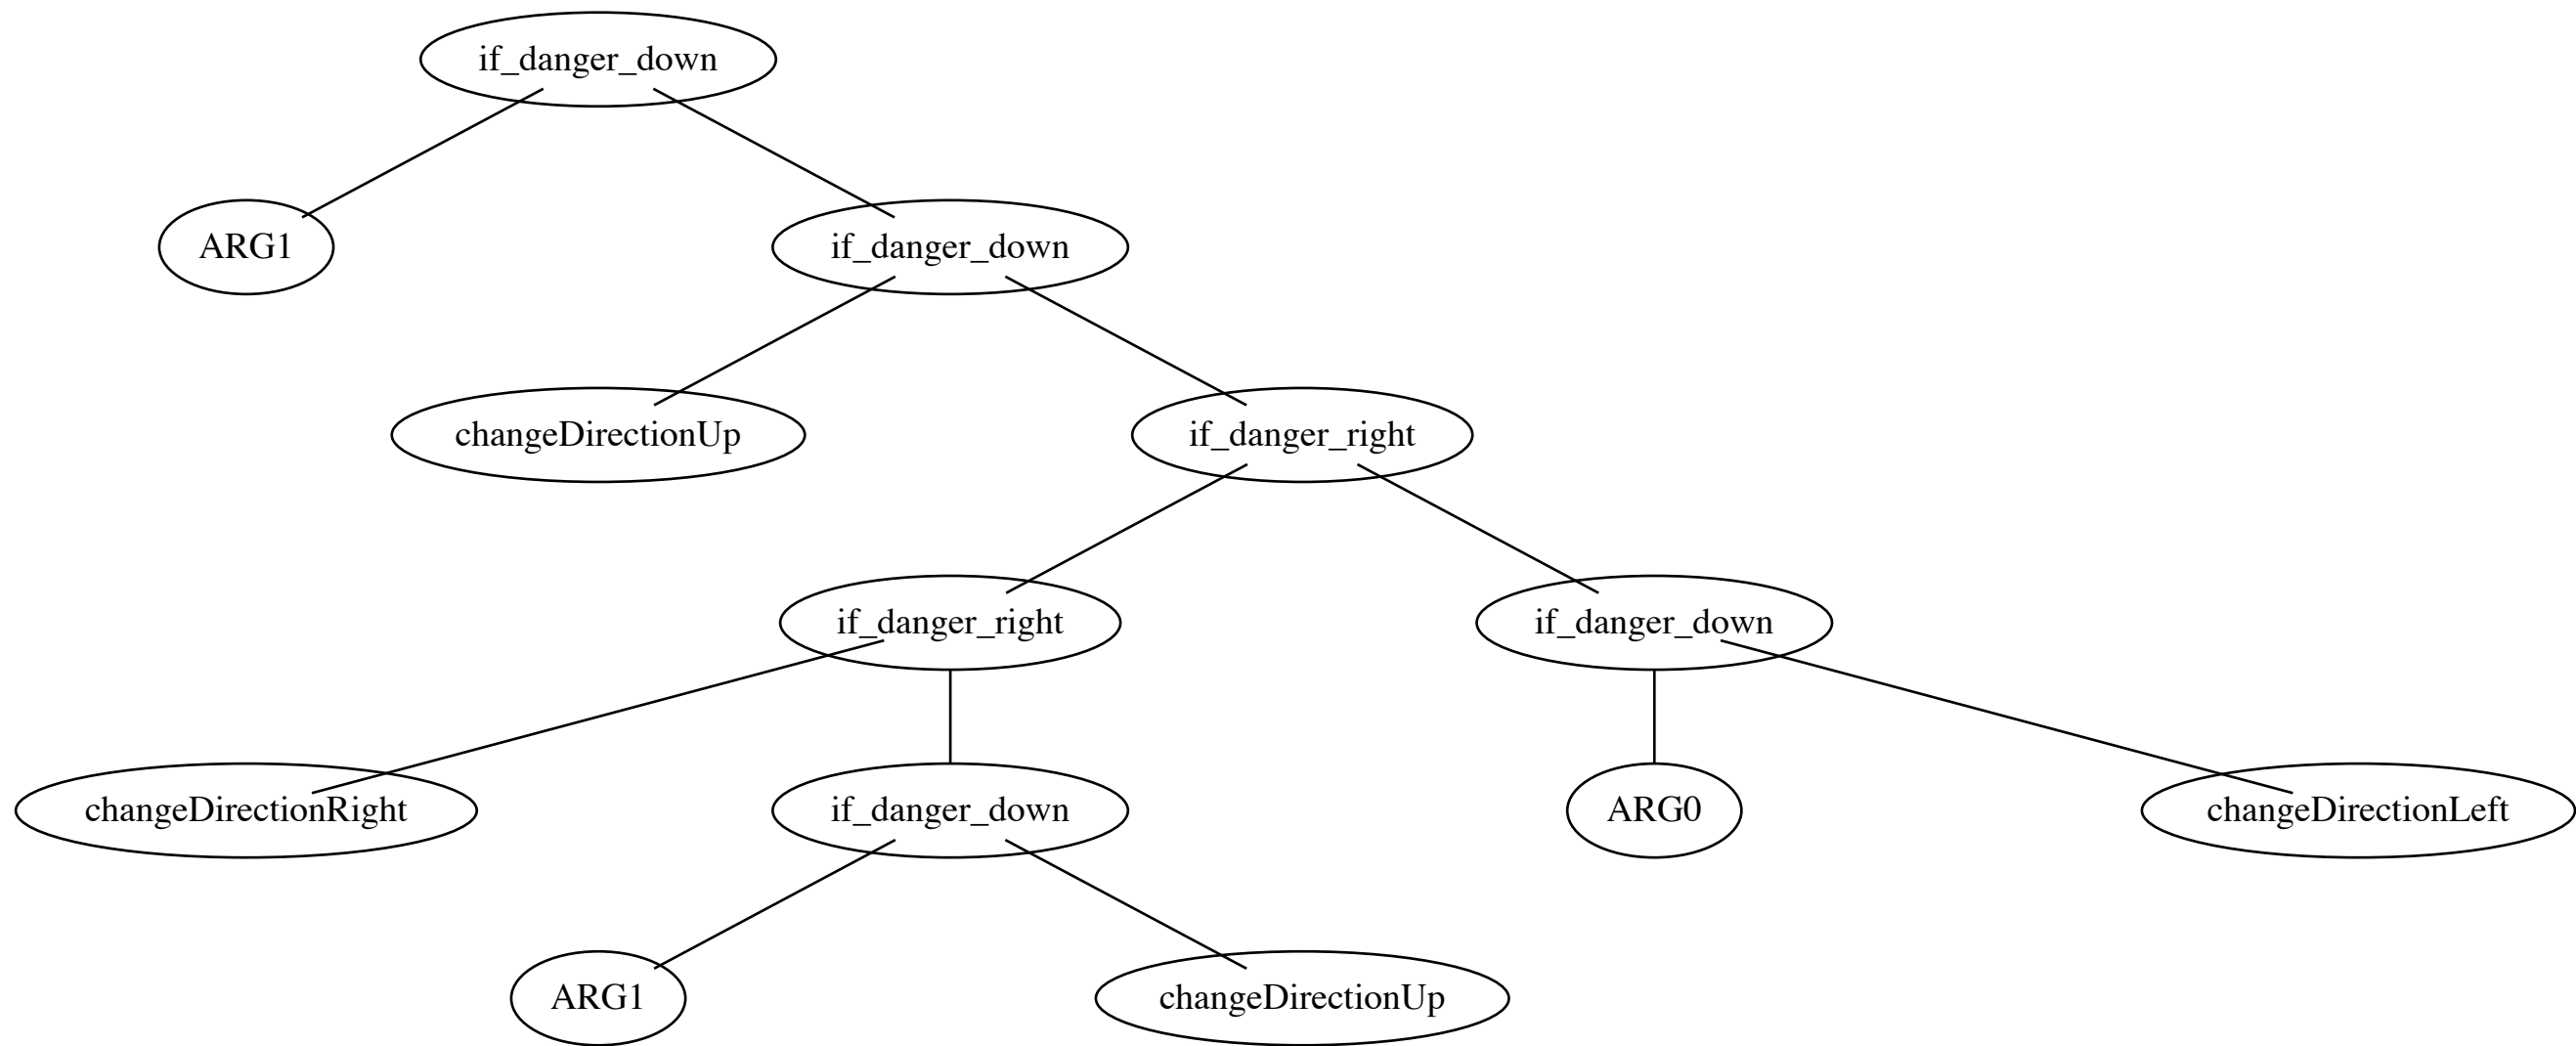 if_danger_down
ARG1
if_danger_down
changeDirectionUp
if_danger_right
if_danger_right
if_danger_down
changeDirectionRight
if_danger_down
ARG0
changeDirectionLeft
ARG1
changeDirectionUp